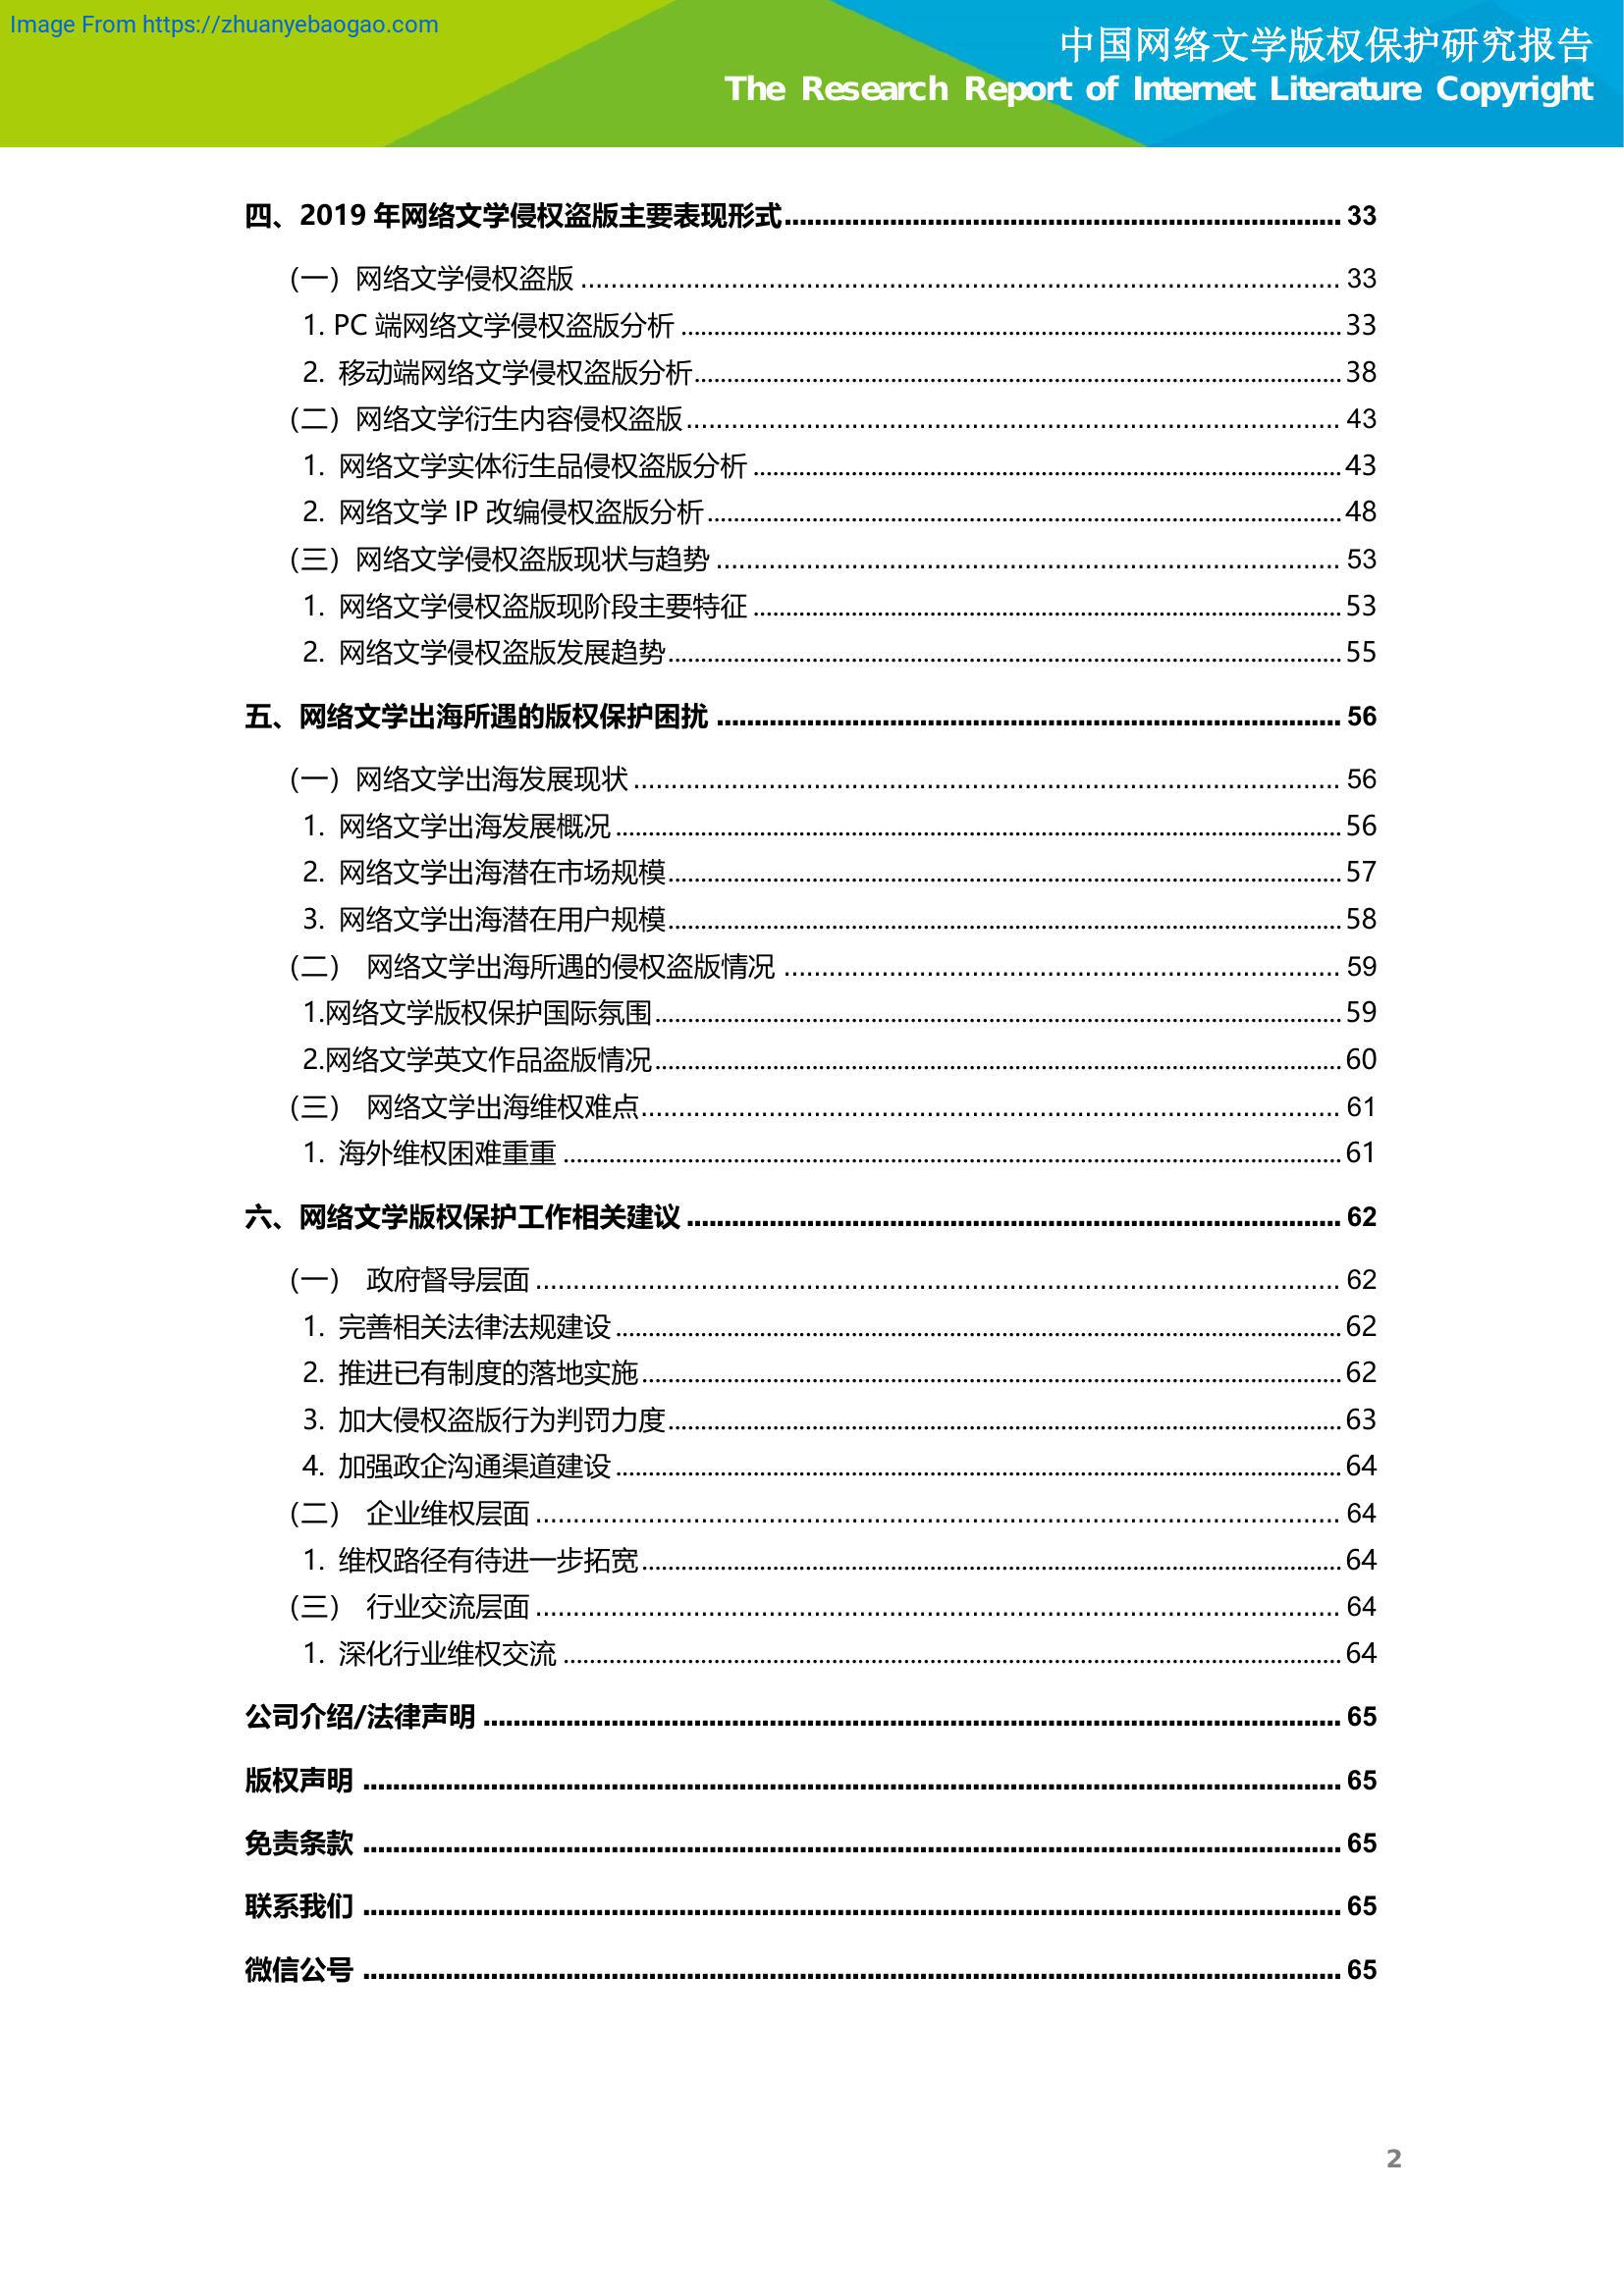 Image From https://zhuanyebaogao.com
中国网络文学版权保护研究报告
The Research Report of Internet Literature Copyright
四、2019 年网络文学侵权盗版主要表现形式 33
(一) 网络文学侵权盗版 33
1. PC 端网络文学侵权盗版分析 33
2. 移动端网络文学侵权盗版分析 38
(二) 网络文学衍生内容侵权盗版 43
1. 网络文学实体衍生品侵权盗版分析 43
2. 网络文学 IP 改编侵权盗版分析 48
(三) 网络文学侵权盗版现状与趋势 53
1. 网络文学侵权盗版现阶段主要特征 53
2. 网络文学侵权盗版发展趋势 55
五、网络文学出海所遇的版权保护困扰 56
(一) 网络文学出海发展现状 56
1. 网络文学出海发展概况 56
2. 网络文学出海潜在市场规模 57
3. 网络文学出海潜在用户规模 58
(二) 网络文学出海所遇的侵权盗版情况 59
1.网络文学版权保护国际氛围 59
2.网络文学英文作品盗版情况 60
(三) 网络文学出海维权难点 61
1. 海外维权困难重重 61
六、网络文学版权保护工作相关建议 62
(一) 政府督导层面 62
1. 完善相关法律法规建设 62
2. 推进已有制度的落地实施 62
3. 加大侵权盗版行为判罚力度 63
4. 加强政企沟通渠道建设 64
(二) 企业维权层面 64
1. 维权路径有待进一步拓宽 64
(三) 行业交流层面 64
1. 深化行业维权交流 64
公司介绍/法律声明 65
版权声明 65
免责条款 65
联系我们 65
微信公号 65
2